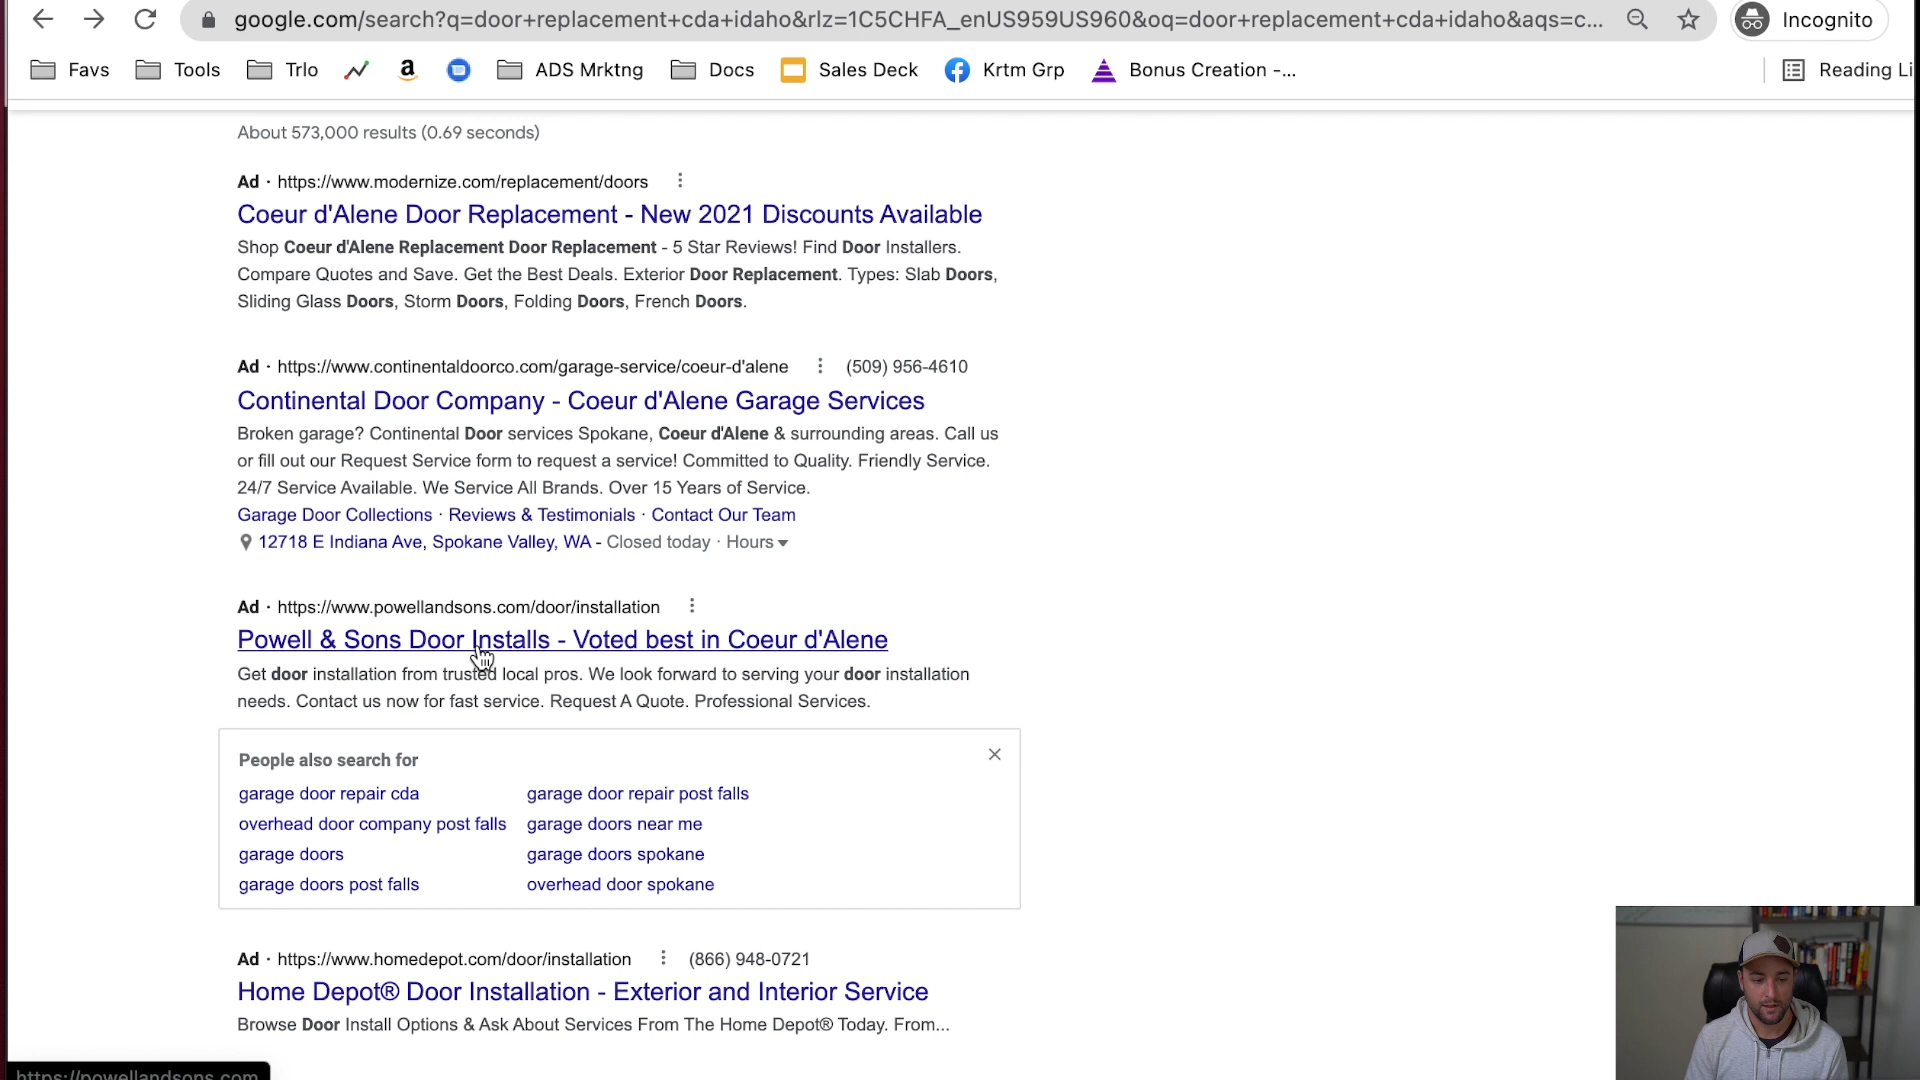 google.com/search?q=door+replacement+cda+idaho&rlz=1C5CHFA_enUS959US960&oq=door+replacement+cda+idaho&aqs=c...
Incognito
Favs Tools Trlo ADS Mrktng Docs Sales Deck Krtm Grp Bonus Creation -... Reading Li
About 573,000 results (0.69 seconds)
Ad · https://www.modernize.com/replacement/doors
Coeur d'Alene Door Replacement - New 2021 Discounts Available
Shop Coeur d'Alene Replacement Door Replacement - 5 Star Reviews! Find Door Installers.
Compare Quotes and Save. Get the Best Deals. Exterior Door Replacement. Types: Slab Doors,
Sliding Glass Doors, Storm Doors, Folding Doors, French Doors.
Ad · https://www.continentaldoorco.com/garage-service/coeur-d'alene (509) 956-4610
Continental Door Company - Coeur d'Alene Garage Services
Broken garage? Continental Door services Spokane, Coeur d'Alene & surrounding areas. Call us
or fill out our Request Service form to request a service! Committed to Quality. Friendly Service.
24/7 Service Available. We Service All Brands. Over 15 Years of Service.
Garage Door Collections · Reviews & Testimonials · Contact Our Team
12718 E Indiana Ave, Spokane Valley, WA - Closed today · Hours
Ad · https://www.powellandsons.com/door/installation
Powell & Sons Door Installs - Voted best in Coeur d'Alene
Get door installation from trusted local pros. We look forward to serving your door installation
needs. Contact us now for fast service. Request A Quote. Professional Services.
People also search for
garage door repair cda garage door repair post falls
overhead door company post falls garage doors near me
garage doors garage doors spokane
garage doors post falls overhead door spokane
Ad · https://www.homedepot.com/door/installation (866) 948-0721
Home Depot® Door Installation - Exterior and Interior Service
Browse Door Install Options & Ask About Services From The Home Depot® Today. From...
https://powellandsons.com